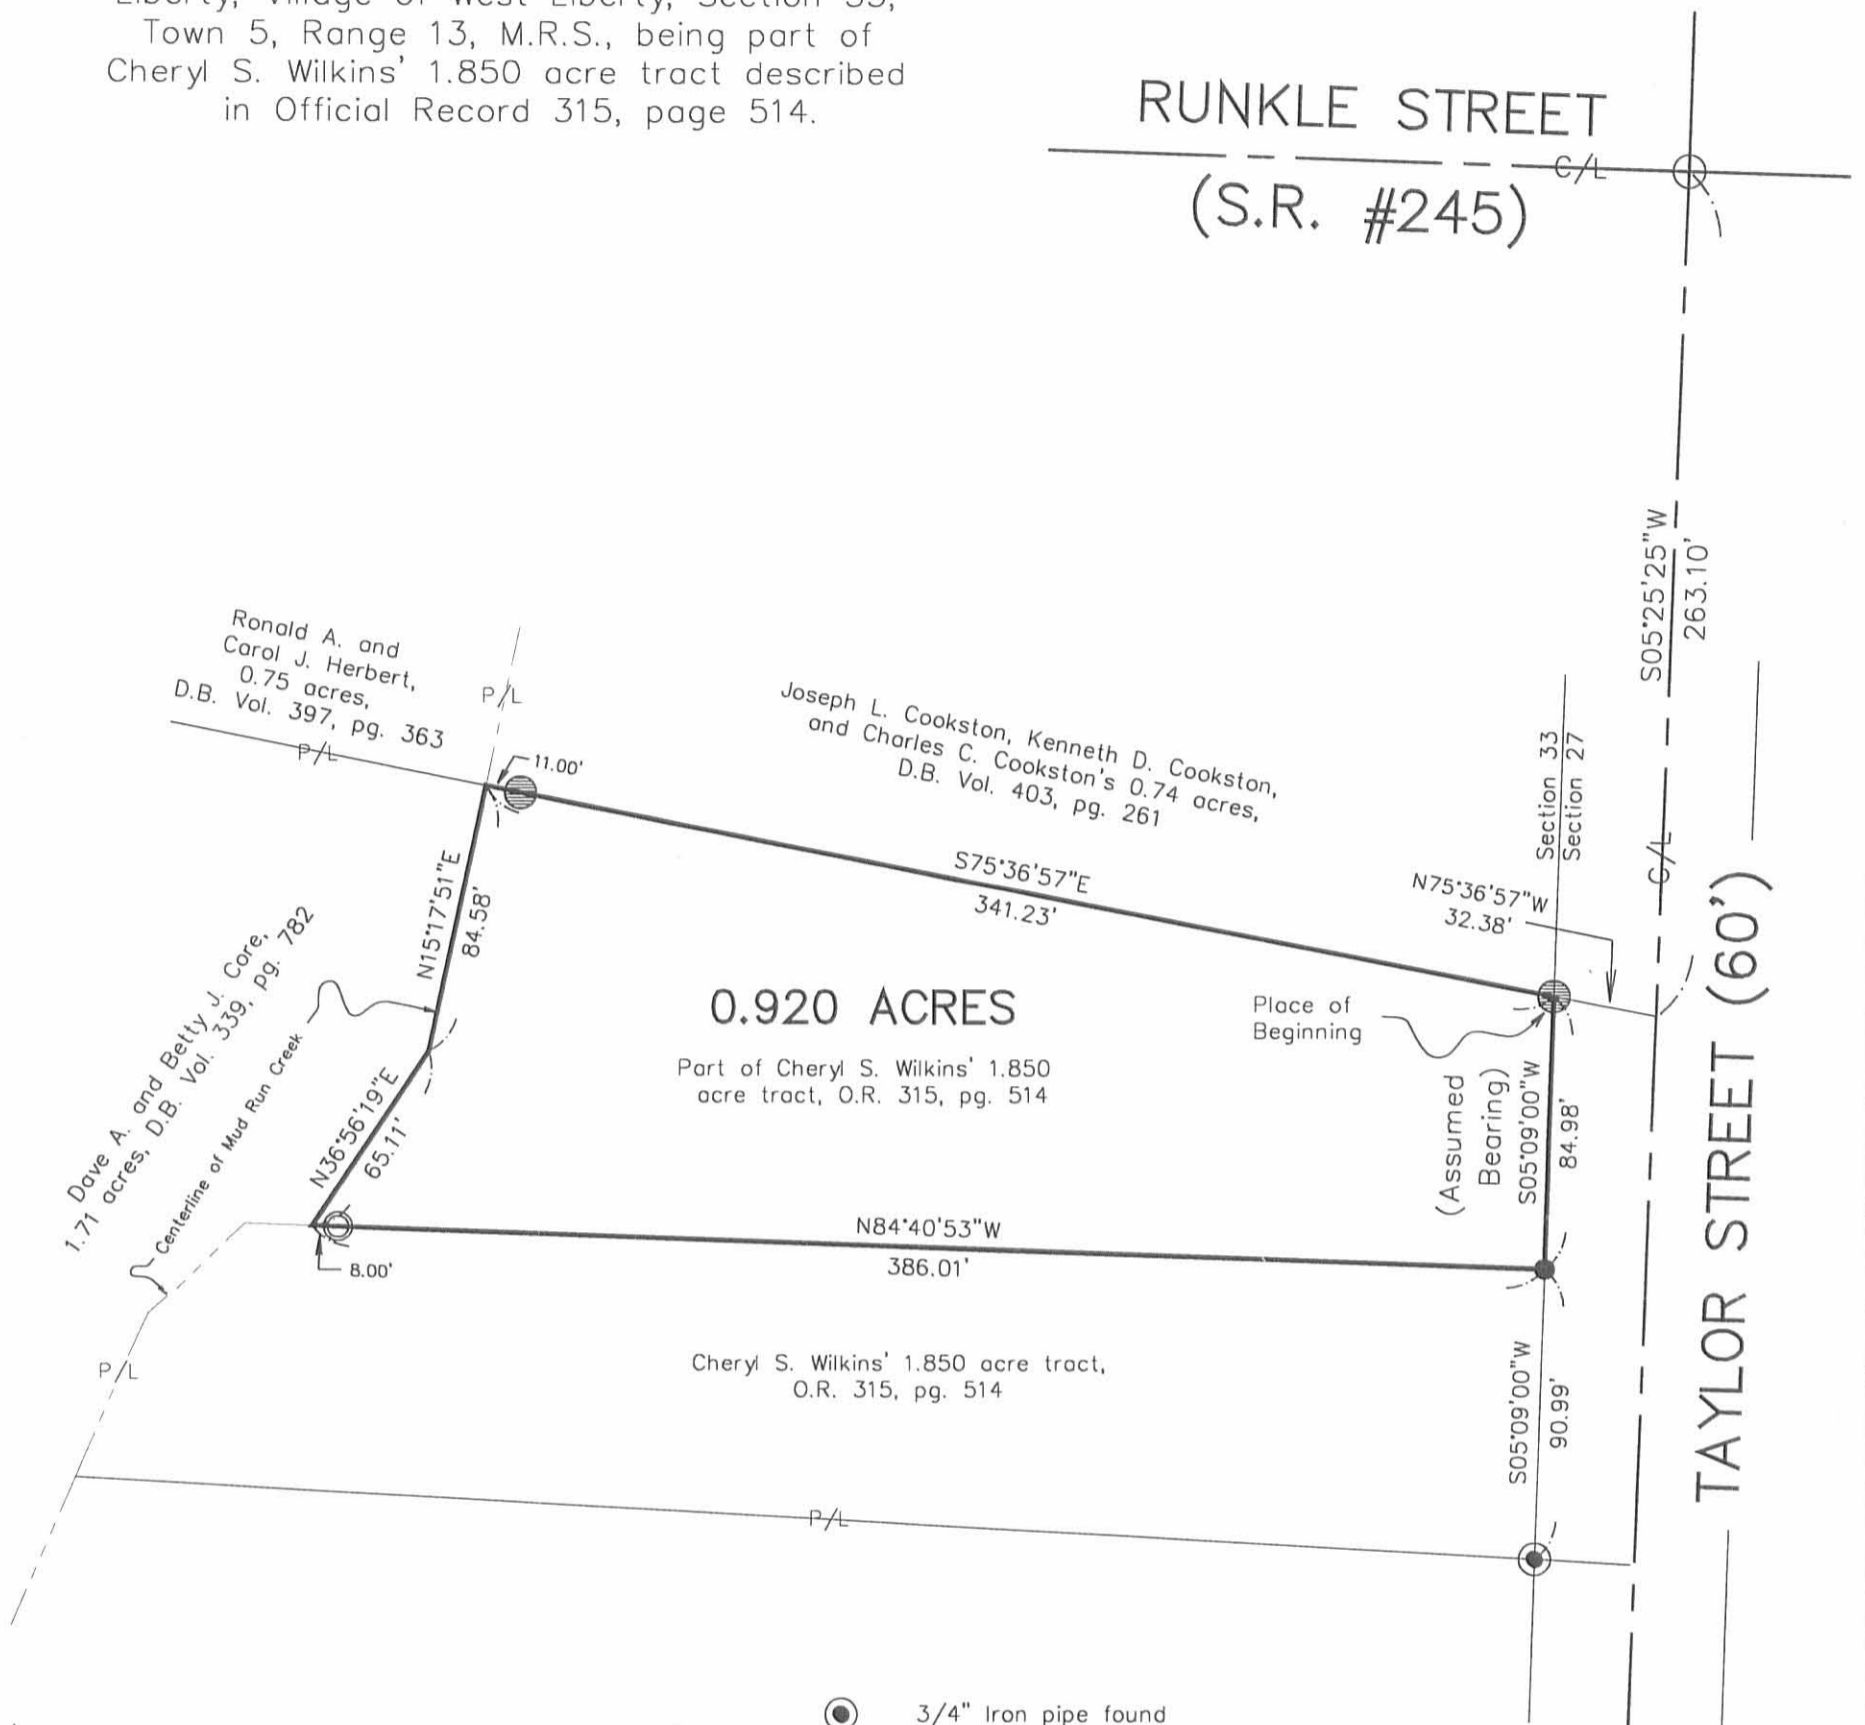 Liberty, Village of West Liberty, Section 33,
Town 5, Range 13, M.R.S., being part of
Cheryl S. Wilkins' 1.850 acre tract described
in Official Record 315, page 514.
RUNKLE STREET
C/L
(S.R. #245)
S05°25'25"W
263.10'
Ronald A. and
Carol J. Herbert,
0.75 acres,
D.B. Vol. 397, pg. 363
P/L
P/L
11.00'
Joseph L. Cookston, Kenneth D. Cookston,
and Charles C. Cookston's 0.74 acres,
D.B. Vol. 403, pg. 261
Section 33
Section 27
C/L
S75°36'57"E
341.23'
N75°36'57"W
32.38'
N15°17'51"E
84.58'
Dave A. and Betty J. Core,
1.71 acres, D.B. Vol. 339, pg. 782
Centerline of Mud Run Creek
0.920 ACRES
Part of Cheryl S. Wilkins' 1.850
acre tract, O.R. 315, pg. 514
Place of
Beginning
(Assumed
Bearing)
S05°09'00"W
84.98'
TAYLOR STREET (60')
N36°56'19"E
65.11'
N84°40'53"W
386.01'
8.00'
Cheryl S. Wilkins' 1.850 acre tract,
O.R. 315, pg. 514
P/L
S05°09'00"W
90.99'
P/L
3/4" Iron pipe found